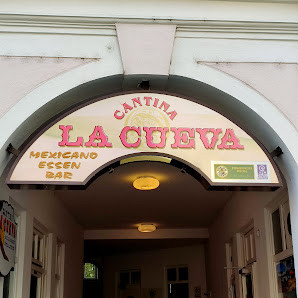 CANTINA
LA CUEVA
MEXICANO
ESSEN
BAR